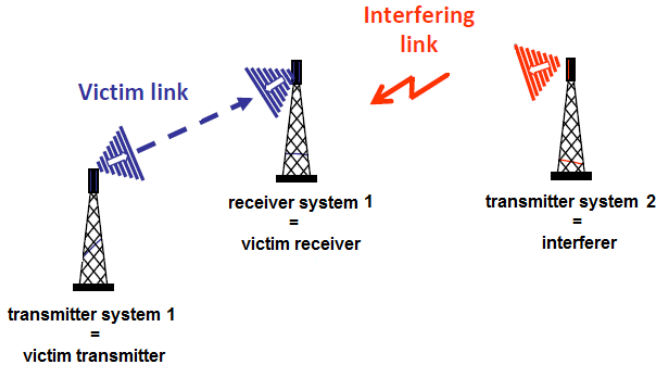 Interfering
link
Victim link
receiver system 1
=
victim receiver
transmitter system 2
=
interferer
transmitter system 1
=
victim transmitter